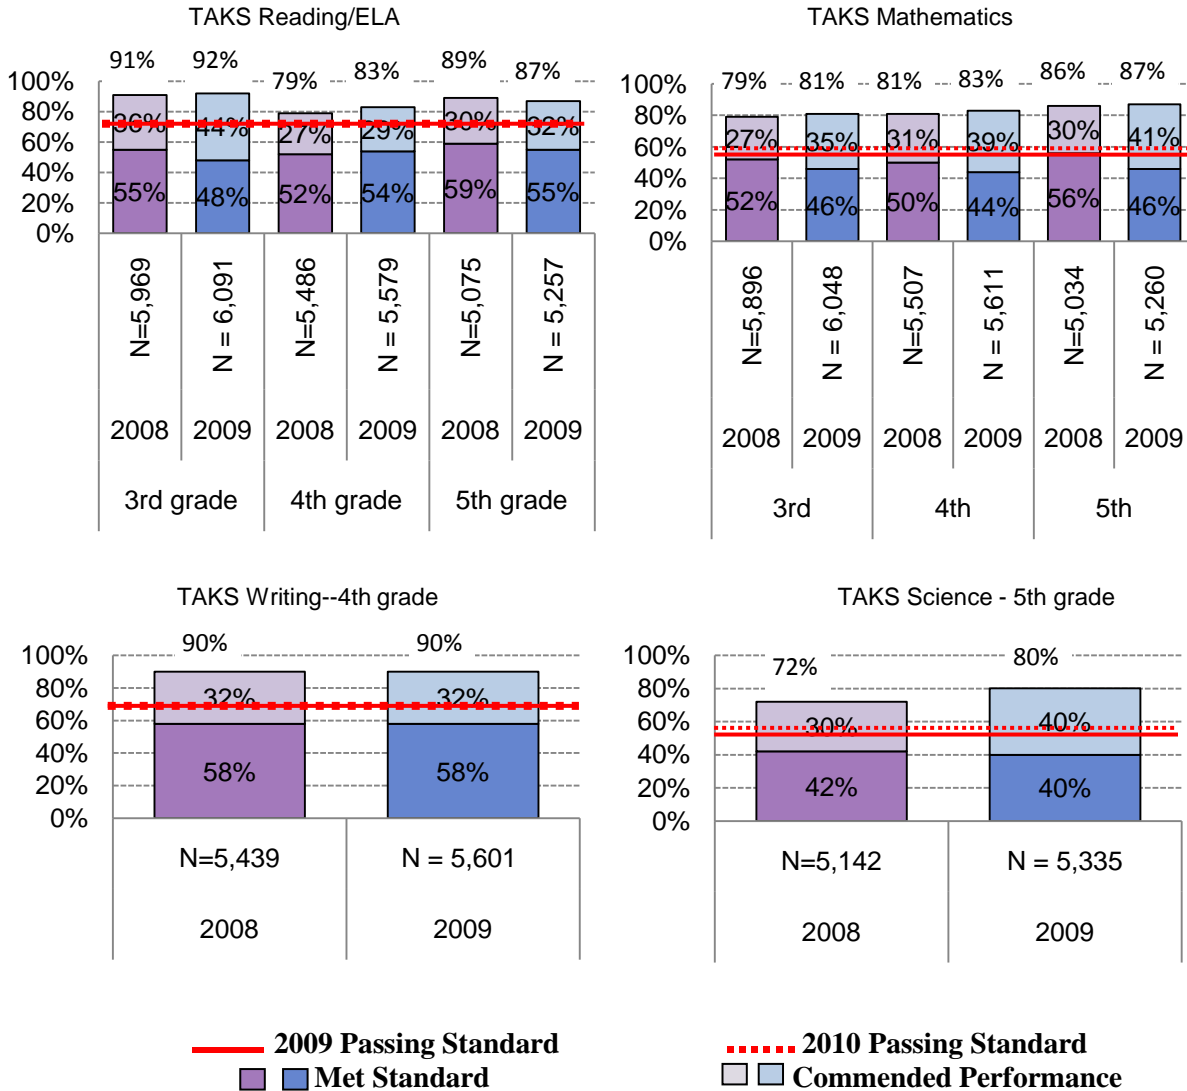 TAKS Reading/ELA
91% 92% 79% 83% 89% 87%
100%
80%
60%
40%
20%
0%
36% 44% 27% 29% 30% 32%
55% 48% 52% 54% 59% 55%
N=5,969 N = 6,091 N=5,486 N = 5,579 N=5,075 N = 5,257
2008 2009 2008 2009 2008 2009
3rd grade 4th grade 5th grade
TAKS Mathematics
79% 81% 81% 83% 86% 87%
100%
80%
60%
40%
20%
0%
27% 35% 31% 39% 30% 41%
52% 46% 50% 44% 56% 46%
N=5,896 N = 6,048 N=5,507 N = 5,611 N=5,034 N = 5,260
2008 2009 2008 2009 2008 2009
3rd 4th 5th
TAKS Writing--4th grade
90% 90%
100%
80%
60%
40%
20%
0%
32% 32%
58% 58%
N=5,439 N = 5,601
2008 2009
TAKS Science - 5th grade
72% 80%
100%
80%
60%
40%
20%
0%
30% 40%
42% 40%
N=5,142 N = 5,335
2008 2009
2009 Passing Standard 2010 Passing Standard
Met Standard Commended Performance